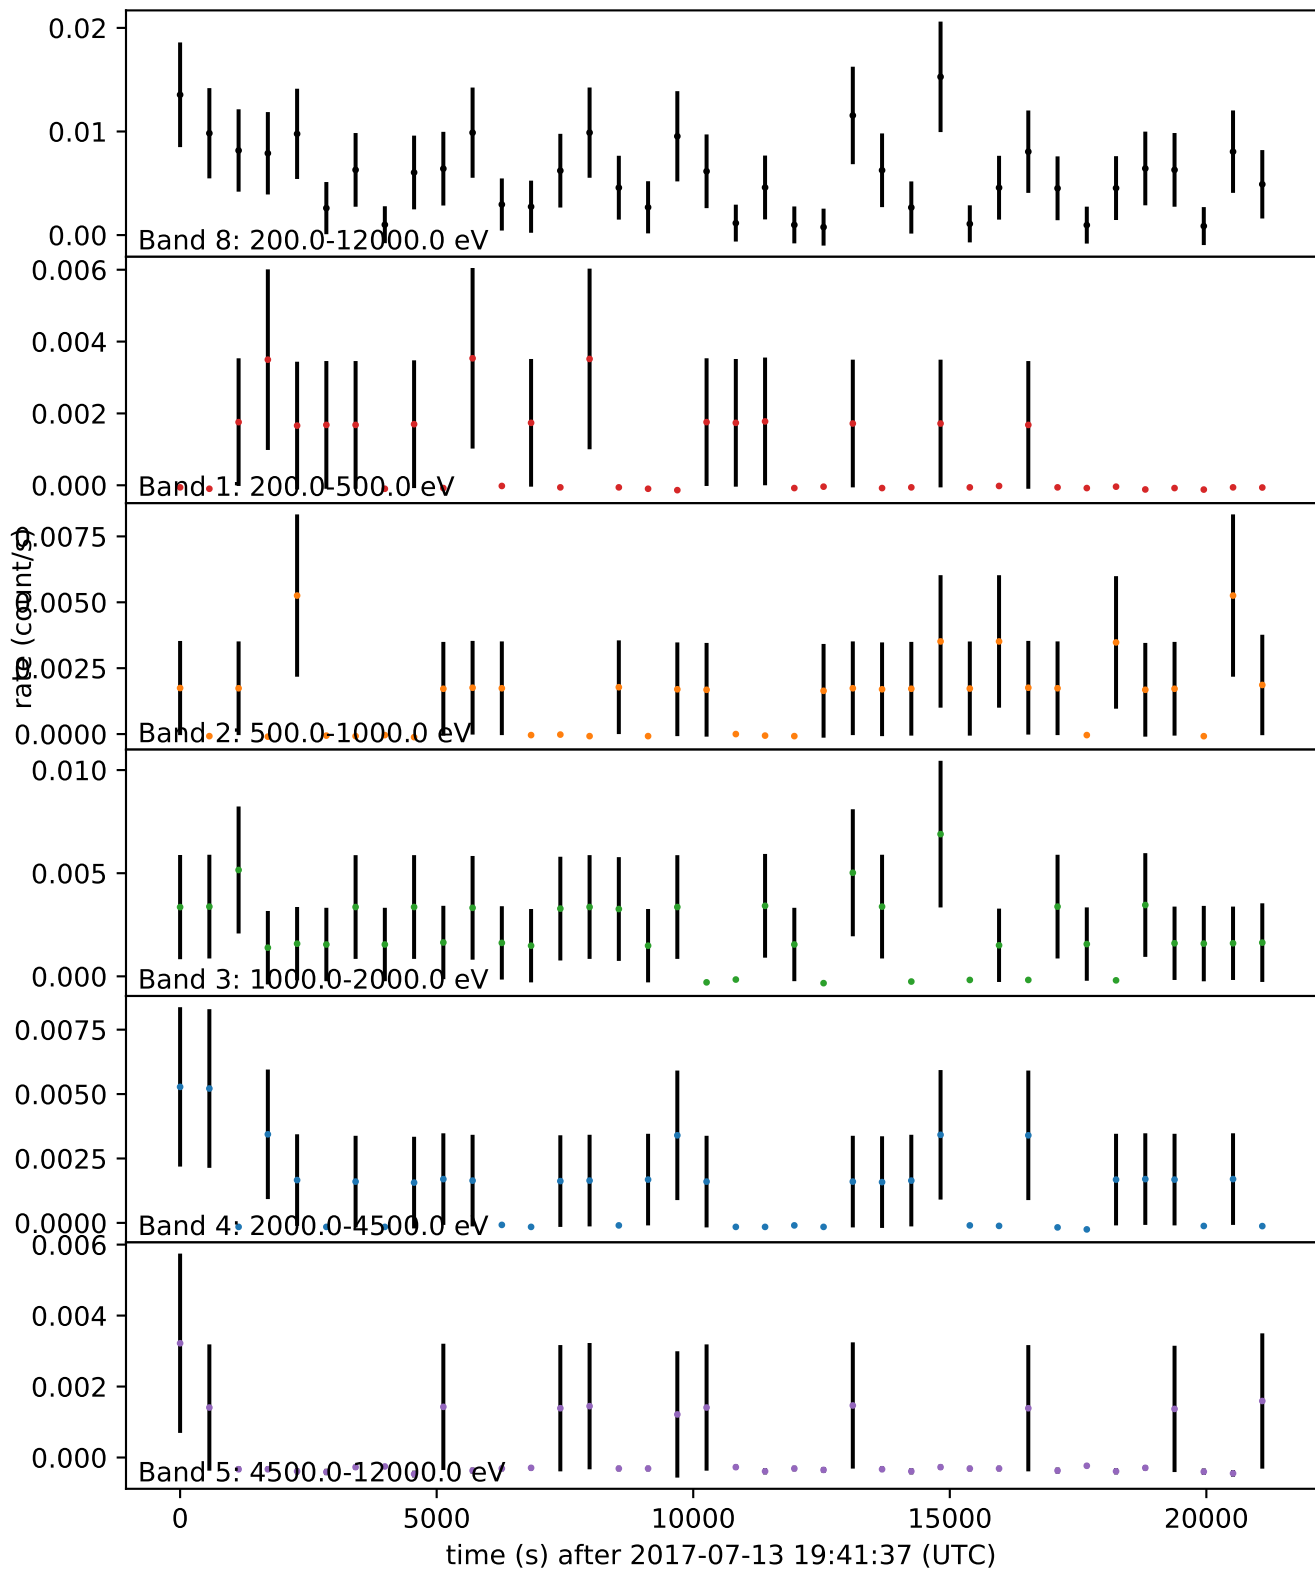 0.02
0.01
0.00
Band 8: 200.0-12000.0 eV
0.006
0.004
0.002
0.000
Band 1: 200.0-500.0 eV
rate (count/s)
0.0075
0.0050
0.0025
0.0000
Band 2: 500.0-1000.0 eV
0.010
0.005
0.000
Band 3: 1000.0-2000.0 eV
0.0075
0.0050
0.0025
0.0000
Band 4: 2000.0-4500.0 eV
0.006
0.004
0.002
0.000
Band 5: 4500.0-12000.0 eV
0 5000 10000 15000 20000
time (s) after 2017-07-13 19:41:37 (UTC)